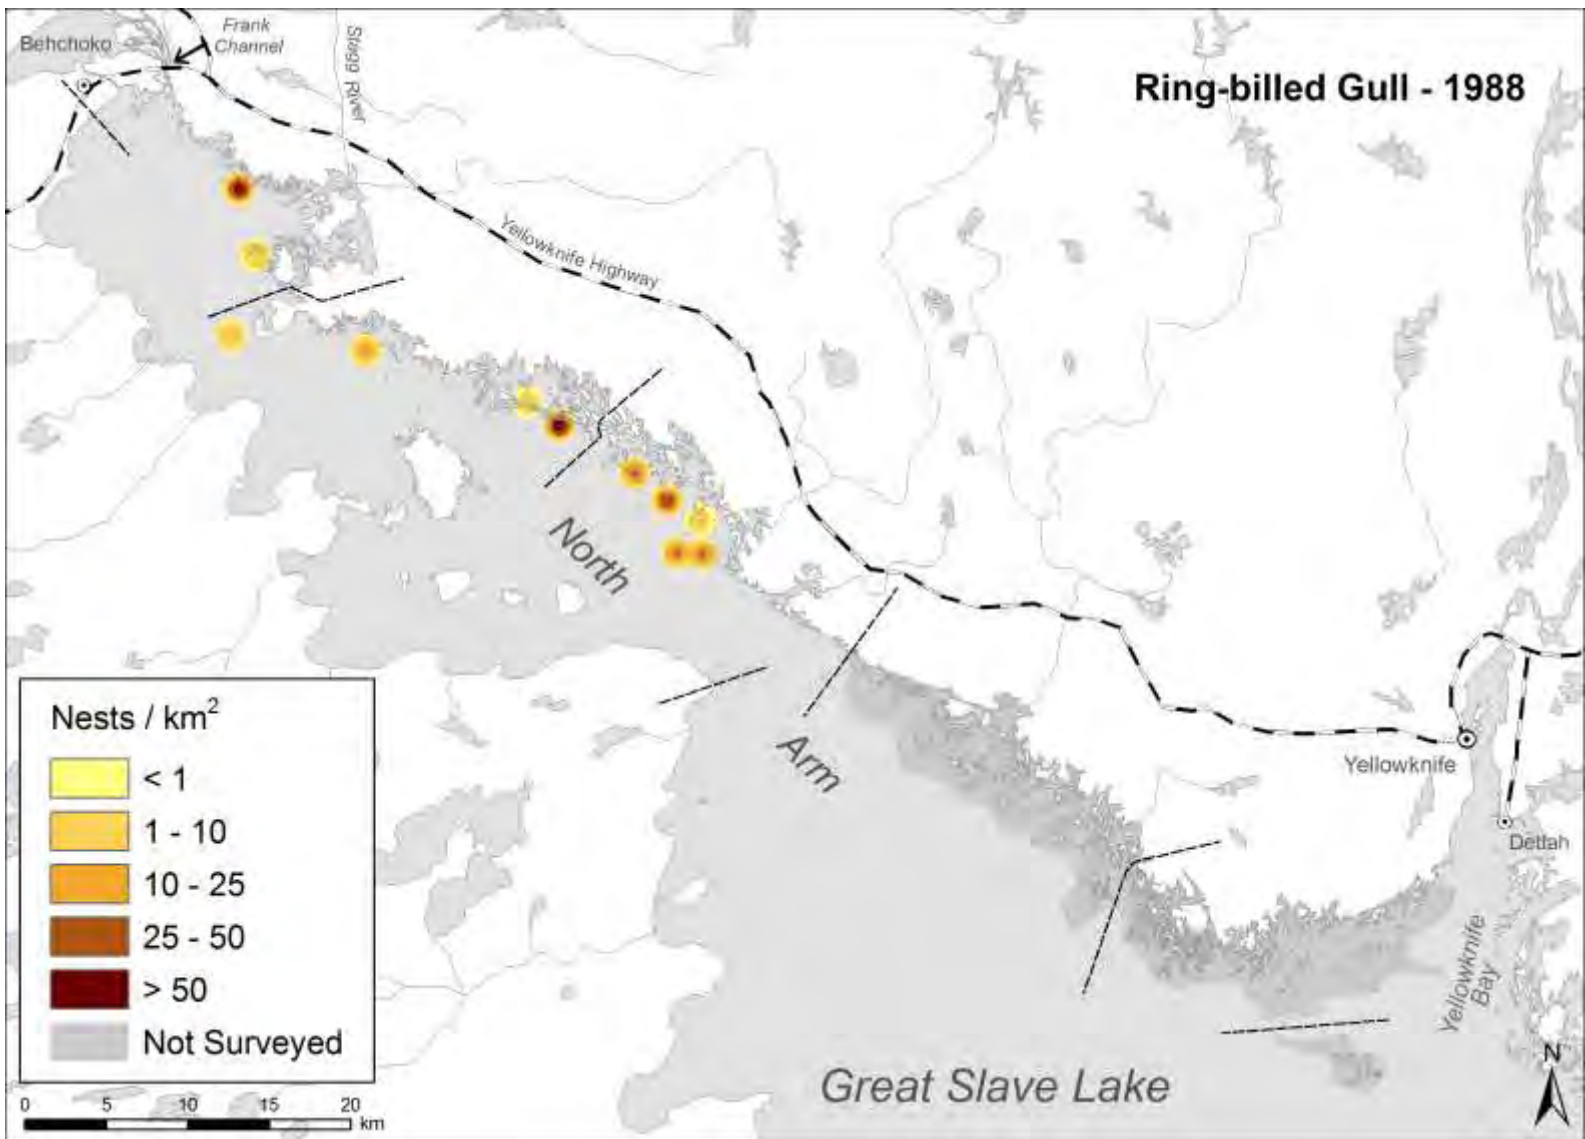 Behchoko
Frank
Channel
Stagg River
Ring-billed Gull - 1988
Yellowknife Highway
North
Arm
Yellowknife
Dettah
Yellowknife
Bay
Great Slave Lake
Nests / km²
< 1
1 - 10
10 - 25
25 - 50
> 50
Not Surveyed
0 5 10 15 20
km
N